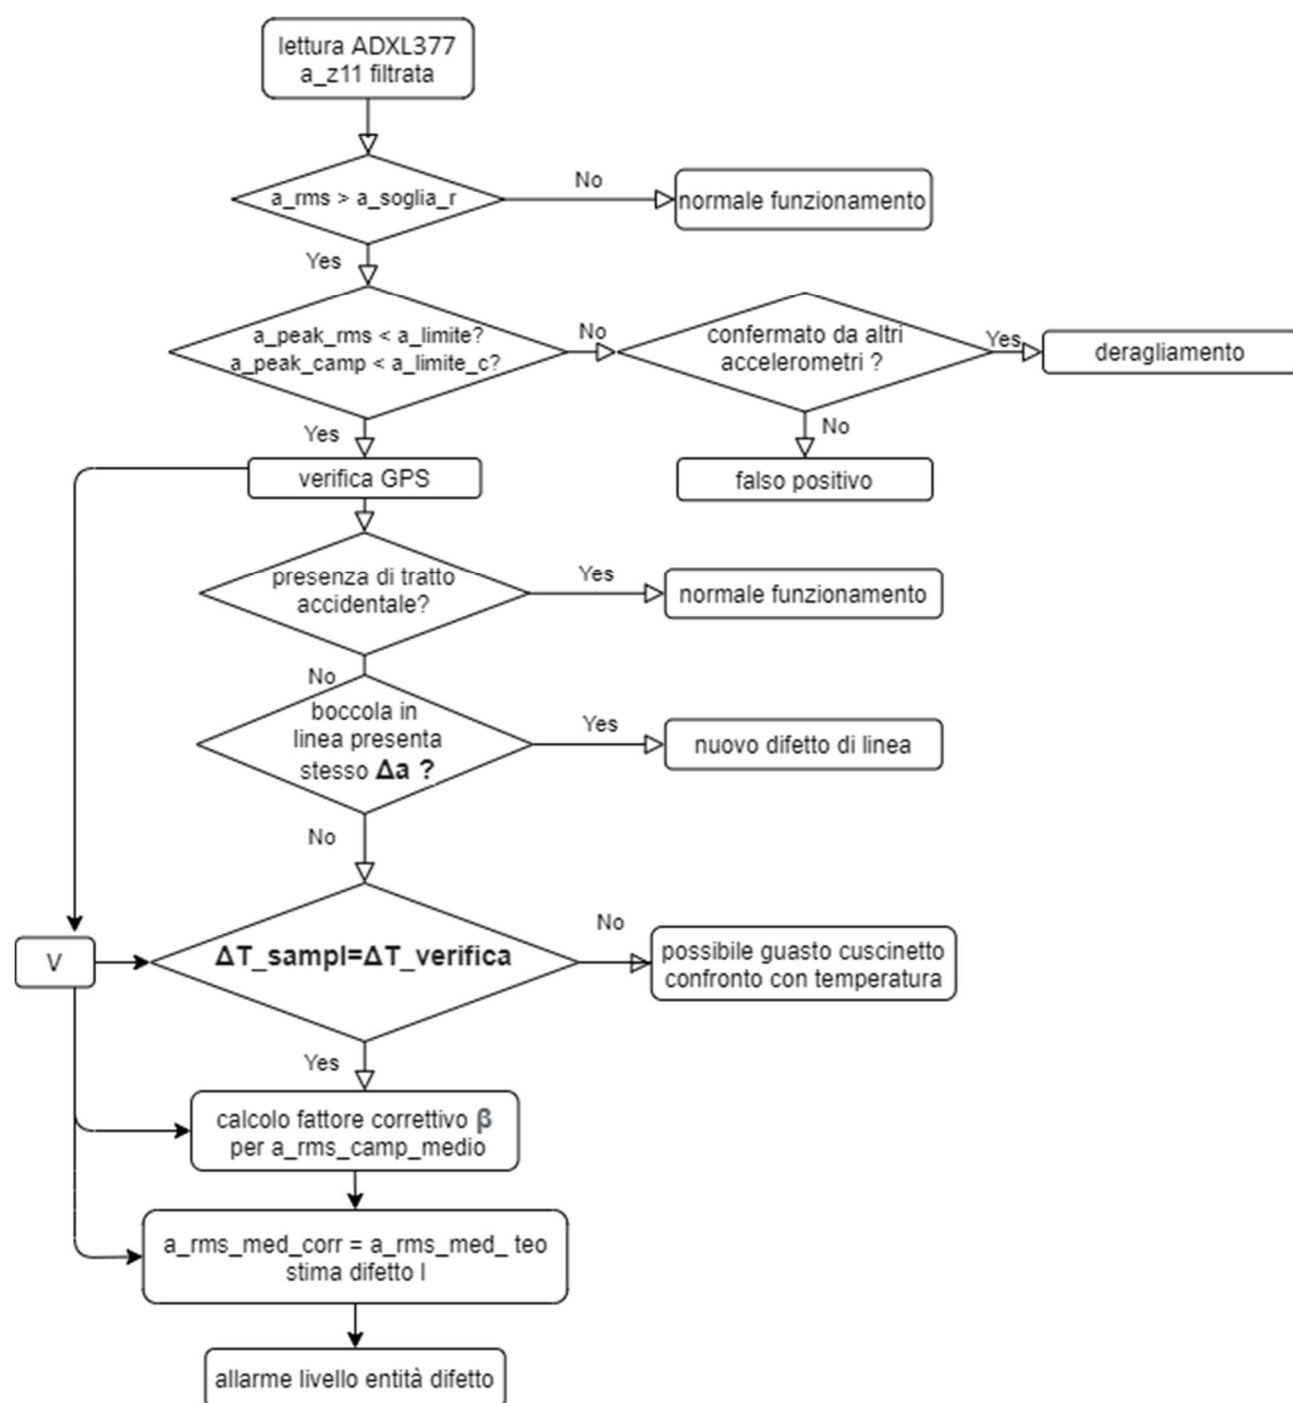 lettura ADXL377
a_z11 filtrata
a_rms > a_soglia_r
No
normale funzionamento
Yes
a_peak_rms < a_limite?
a_peak_camp < a_limite_c?
No
confermato da altri
accelerometri ?
Yes
deragliamento
Yes
No
verifica GPS
falso positivo
presenza di tratto
accidentale?
Yes
normale funzionamento
No
boccola in
linea presenta
stesso Δa ?
Yes
nuovo difetto di linea
No
V
ΔT_sampl=ΔT_verifica
No
possibile guasto cuscinetto
confronto con temperatura
Yes
calcolo fattore correttivo β
per a_rms_camp_medio
a_rms_med_corr = a_rms_med_ teo
stima difetto l
allarme livello entità difetto